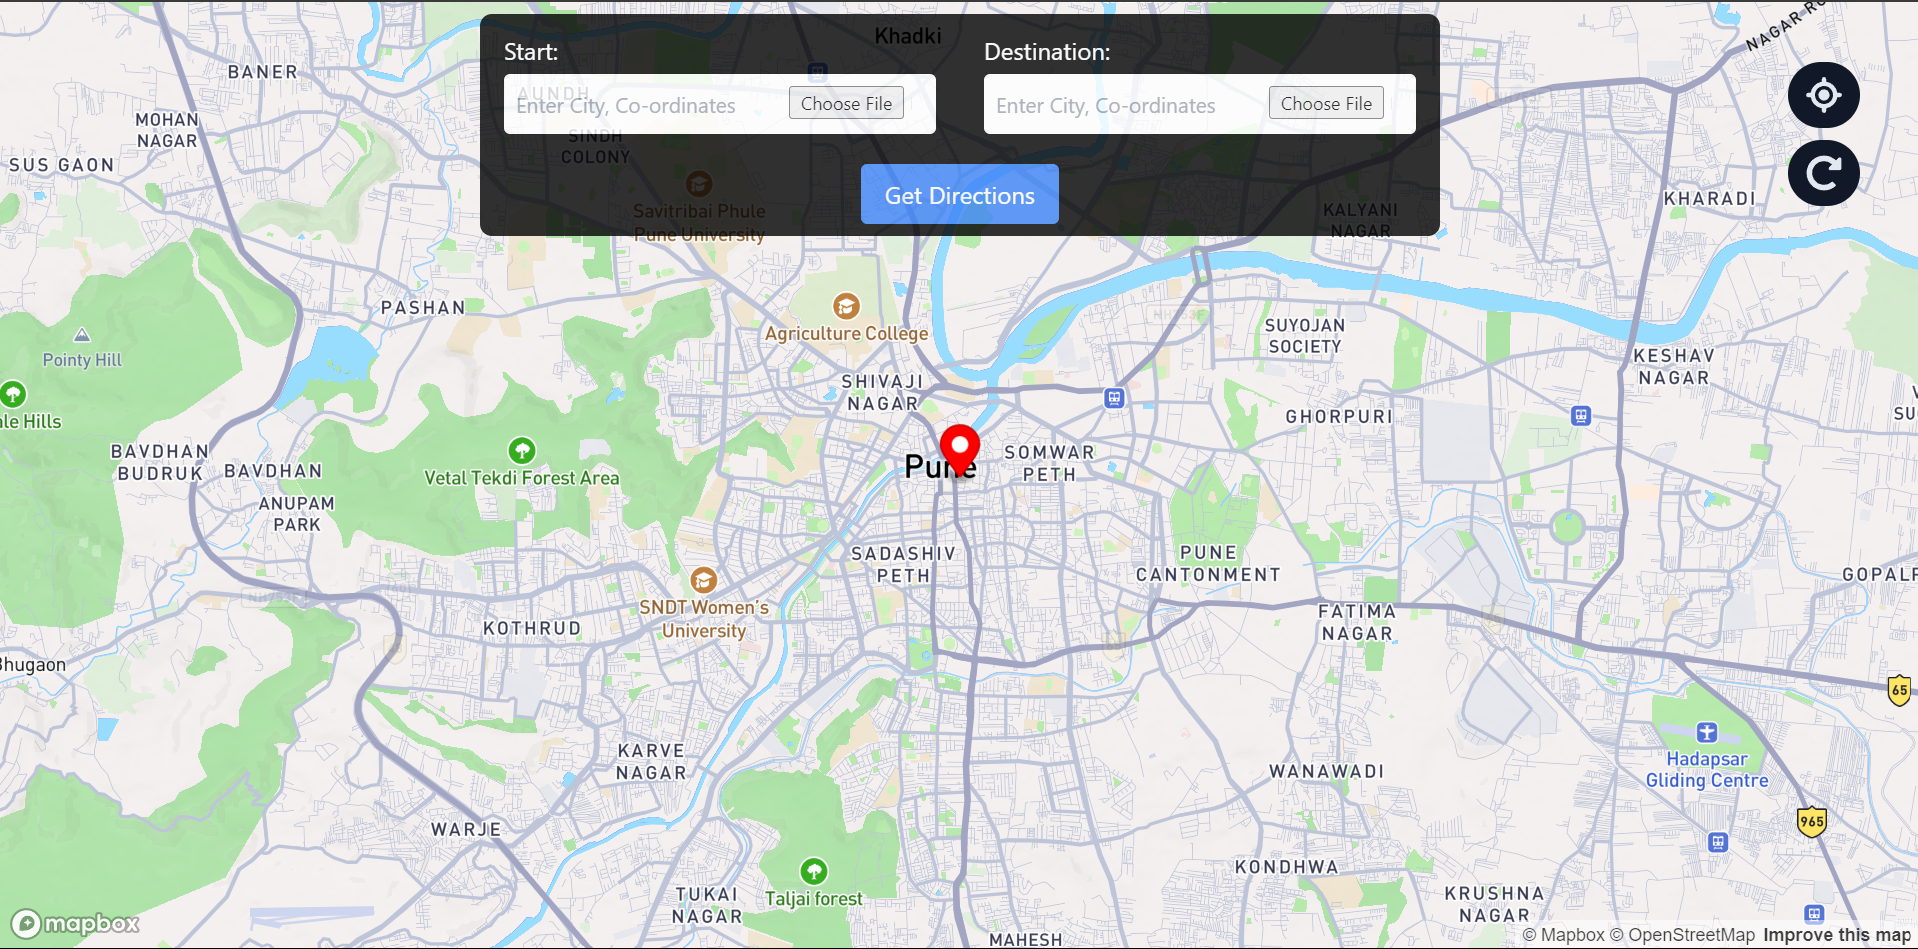 Khadki
NAGAR
Start:
Destination:
BANER
AUNDH
Enter City, Co-ordinates
Choose File
Enter City, Co-ordinates
Choose File
MOHAN
NAGAR
SINDH
COLONY
SUS GAON
Get Directions
Savitribai Phule
Pune University
KALYANI
NAGAR
KHARADI
PASHAN
Agriculture College
SUYOJAN
SOCIETY
Pointy Hill
KESHAV
NAGAR
SHIVAJI
NAGAR
GHORPURI
ale Hills
SU
BAVDHAN
BUDRUK
BAVDHAN
Vetal Tekdi Forest Area
Pune
SOMWAR
PETH
ANUPAM
PARK
SADASHIV
PETH
PUNE
CANTONMENT
GOPALP
SNDT Women's
University
KOTHRUD
FATIMA
NAGAR
Bhugaon
65
KARVE
NAGAR
WANAWADI
Hadapsar
Gliding Centre
WARJE
965
KONDHWA
TUKAI
NAGAR
Taljai forest
KRUSHNA
NAGAR
mapbox
MAHESH
© Mapbox © OpenStreetMap Improve this map